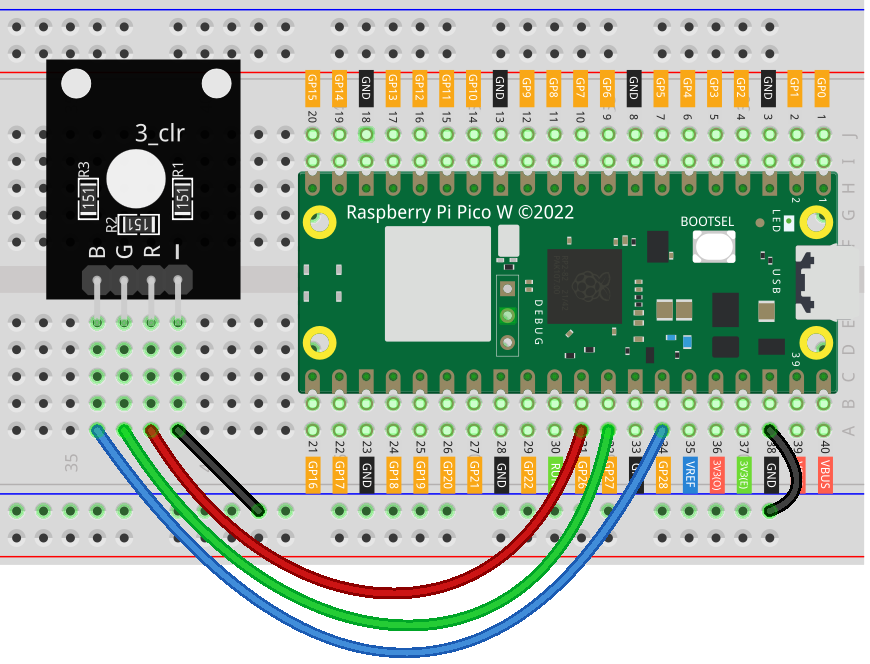 GP15 GP14 GND GP13 GP12 GP11 GP10 GND GP9 GP8 GP7 GP6 GND GP5 GP4 GP3 GP2 GND GP1 GP0
20 19 18 17 16 15 14 13 12 11 10 9 8 7 6 5 4 3 2 1
J
I
H
G
F
3_clr
R3
151
R1
151
R2
151
B G R
Raspberry Pi Pico W ©2022
BOOTSEL
LED
2
1
USB
DEBUG
39
E
D
C
B
A
35
21 22 23 24 25 26 27 28 29 30 31 32 33 34 35 36 37 38 39 40
GP16 GP17 GND GP18 GP19 GP20 GP21 GND GP22 GP26 GP27 GP28 VREF 3V3(O) 3V3(E) GND VBUS